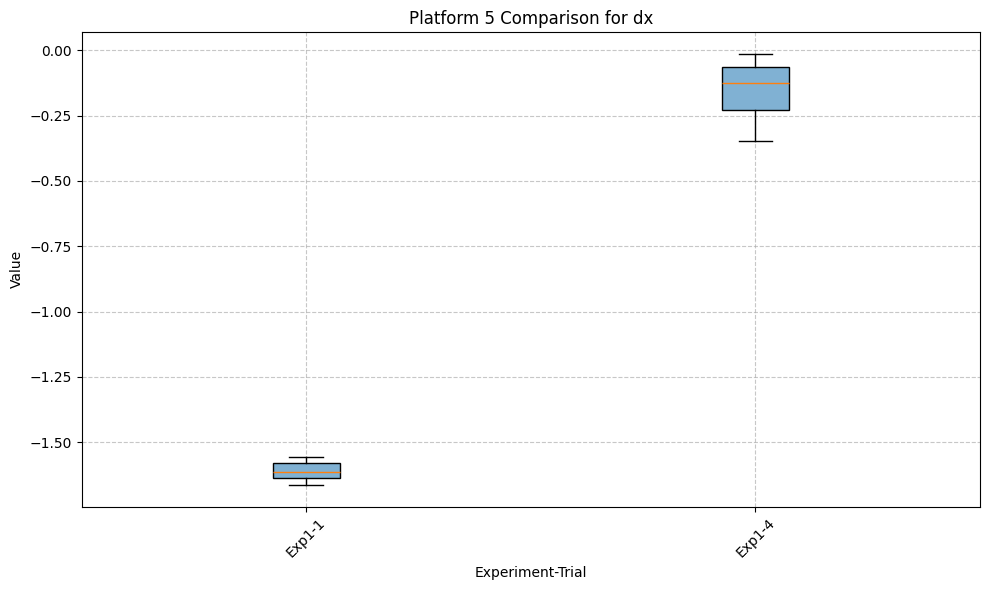 Platform 5 Comparison for dx
Value
0.00
−0.25
−0.50
−0.75
−1.00
−1.25
−1.50
Exp1-1
Exp1-4
Experiment-Trial